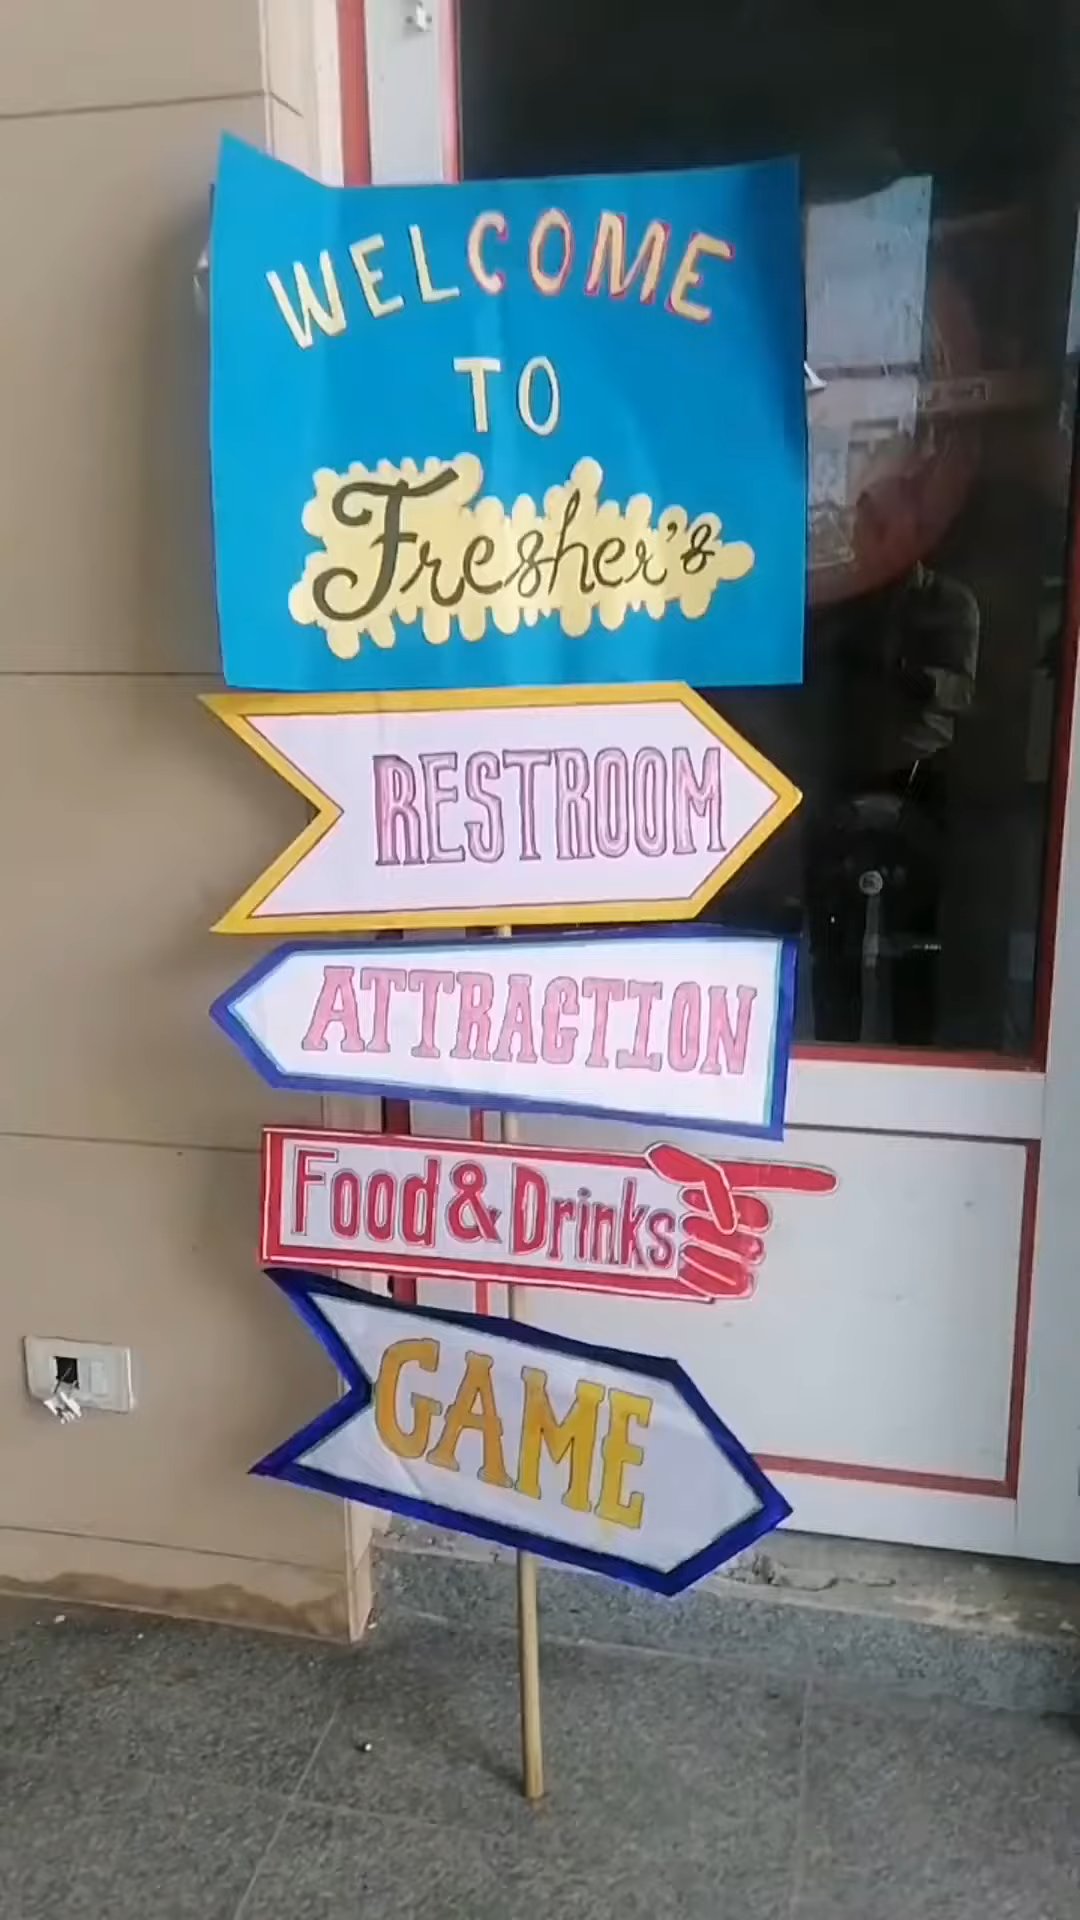 WELCOME
TO
Fresher's
RESTROOM
ATTRACTION
Food & Drinks
GAME